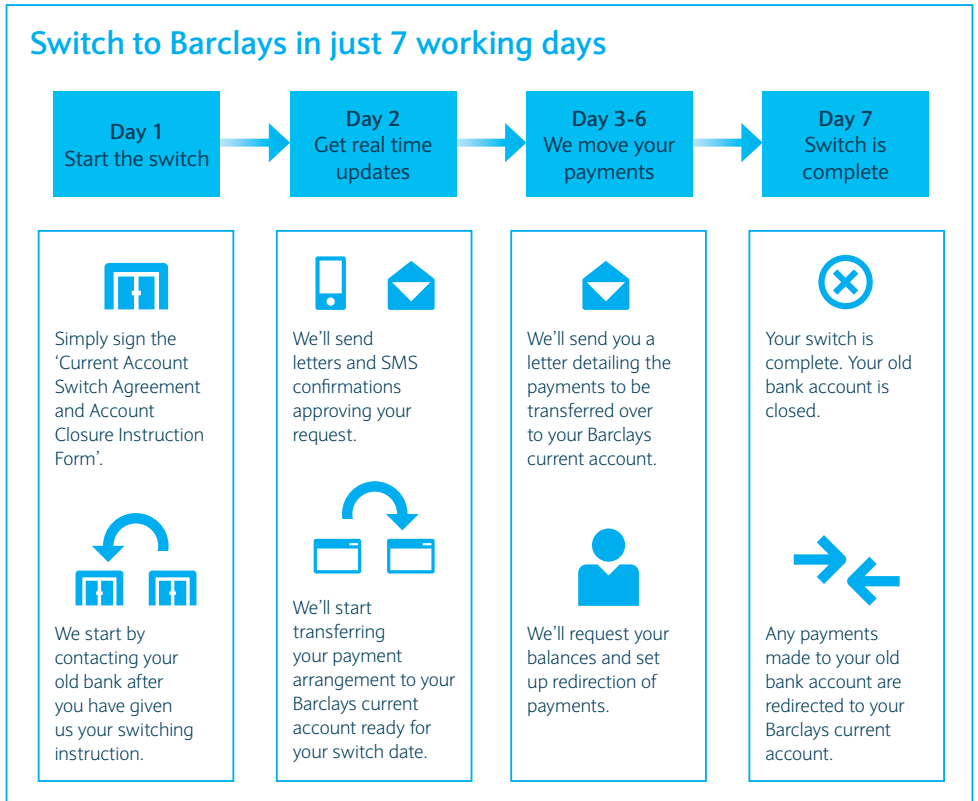 Switch to Barclays in just 7 working days
Day 1
Start the switch
Day 2
Get real time
updates
Day 3-6
We move your
payments
Day 7
Switch is
complete
Simply sign the
‘Current Account
Switch Agreement
and Account
Closure Instruction
Form’.
We start by
contacting your
old bank after
you have given
us your switching
instruction.
We’ll send
letters and SMS
confirmations
approving your
request.
We’ll start
transferring
your payment
arrangement to your
Barclays current
account ready for
your switch date.
We’ll send you a
letter detailing the
payments to be
transferred over
to your Barclays
current account.
We’ll request your
balances and set
up redirection of
payments.
Your switch is
complete. Your old
bank account is
closed.
Any payments
made to your old
bank account are
redirected to your
Barclays current
account.